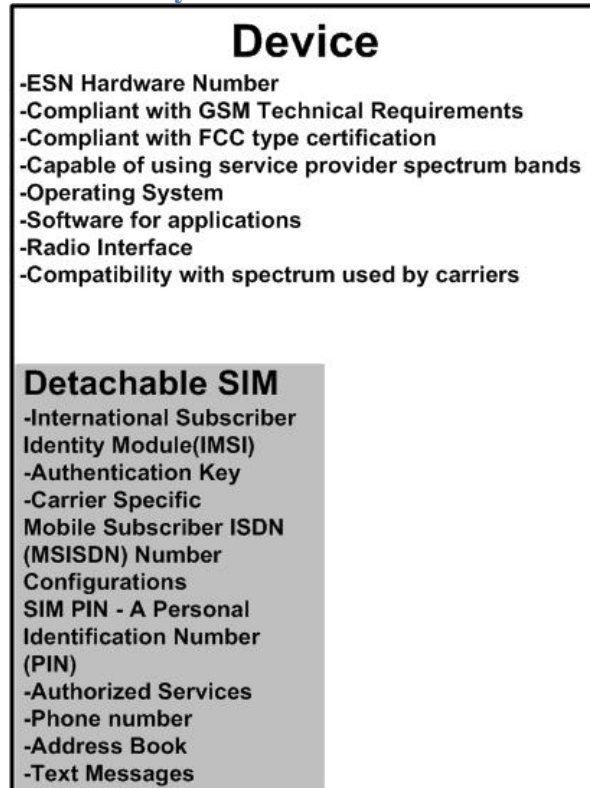 Device
-ESN Hardware Number
-Compliant with GSM Technical Requirements
-Compliant with FCC type certification
-Capable of using service provider spectrum bands
-Operating System
-Software for applications
-Radio Interface
-Compatibility with spectrum used by carriers
Detachable SIM
-International Subscriber
Identity Module(IMSI)
-Authentication Key
-Carrier Specific
Mobile Subscriber ISDN
(MSISDN) Number
Configurations
SIM PIN - A Personal
Identification Number
(PIN)
-Authorized Services
-Phone number
-Address Book
-Text Messages